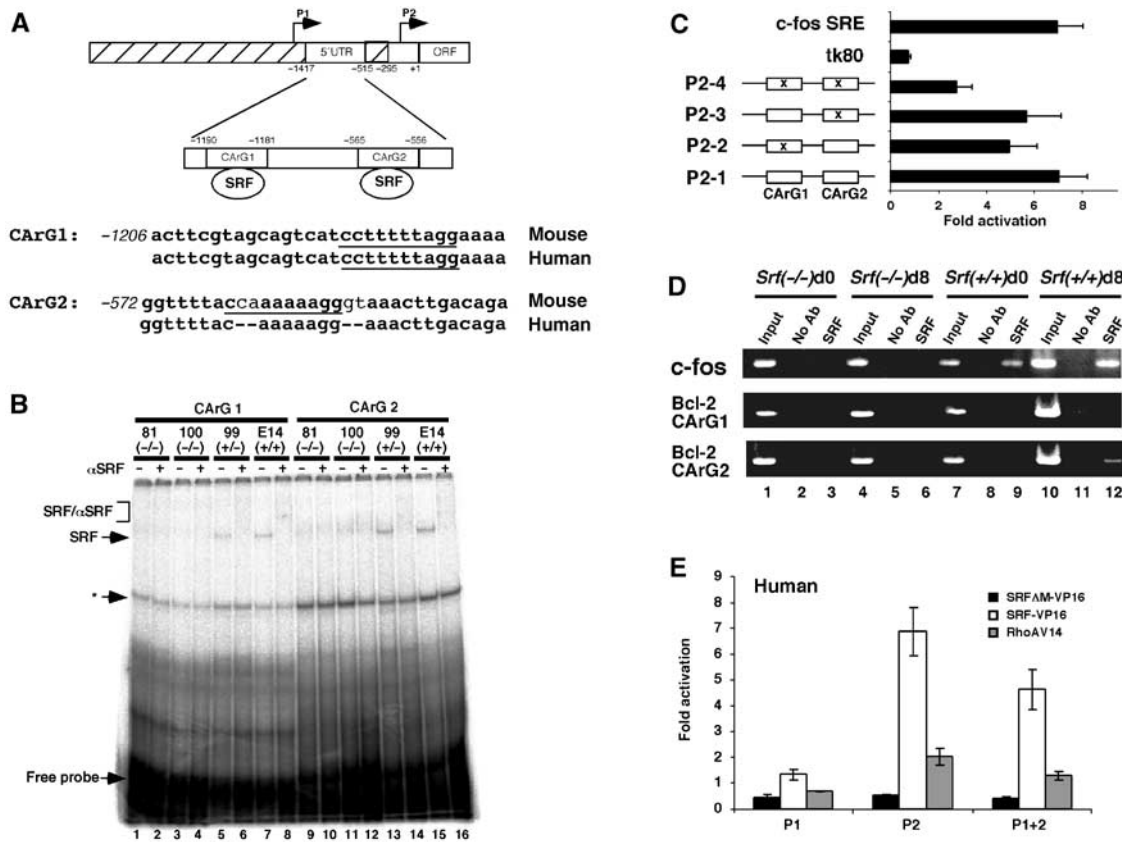 A
P1 P2
5'UTR ORF
−1417 −515 −295 +1
−1190 −1181 −565 −556
CArG1 CArG2
SRF SRF
CArG1: −1206 acttcgtagcagtcatcctttttaggaaaa Mouse
acttcgtagcagtcatcctttttaggaaaa Human
CArG2: −572 ggttttaccaaaaaagggtaaacttgacaga Mouse
ggttttac--aaaaagg--aaacttgacaga Human
B
CArG 1 CArG 2
81 100 99 E14 81 100 99 E14
(−/−) (−/−) (+/−) (+/+) (−/−) (−/−) (+/−) (+/+)
αSRF − + − + − + − + − + − + − + − +
SRF/αSRF
SRF
*
Free probe
1 2 3 4 5 6 7 8 9 10 11 12 13 14 15 16
C
c-fos SRE
tk80
P2-4 x x
P2-3 x
P2-2 x
P2-1
CArG1 CArG2
0 2 4 6 8
Fold activation
D
Srf(−/−)d0 Srf(−/−)d8 Srf(+/+)d0 Srf(+/+)d8
Input No Ab SRF Input No Ab SRF Input No Ab SRF Input No Ab SRF
c-fos
Bcl-2
CArG1
Bcl-2
CArG2
1 2 3 4 5 6 7 8 9 10 11 12
E
Human
SRFΔM-VP16
SRF-VP16
RhoAV14
Fold activation
9
8
7
6
5
4
3
2
1
0
P1 P2 P1+2